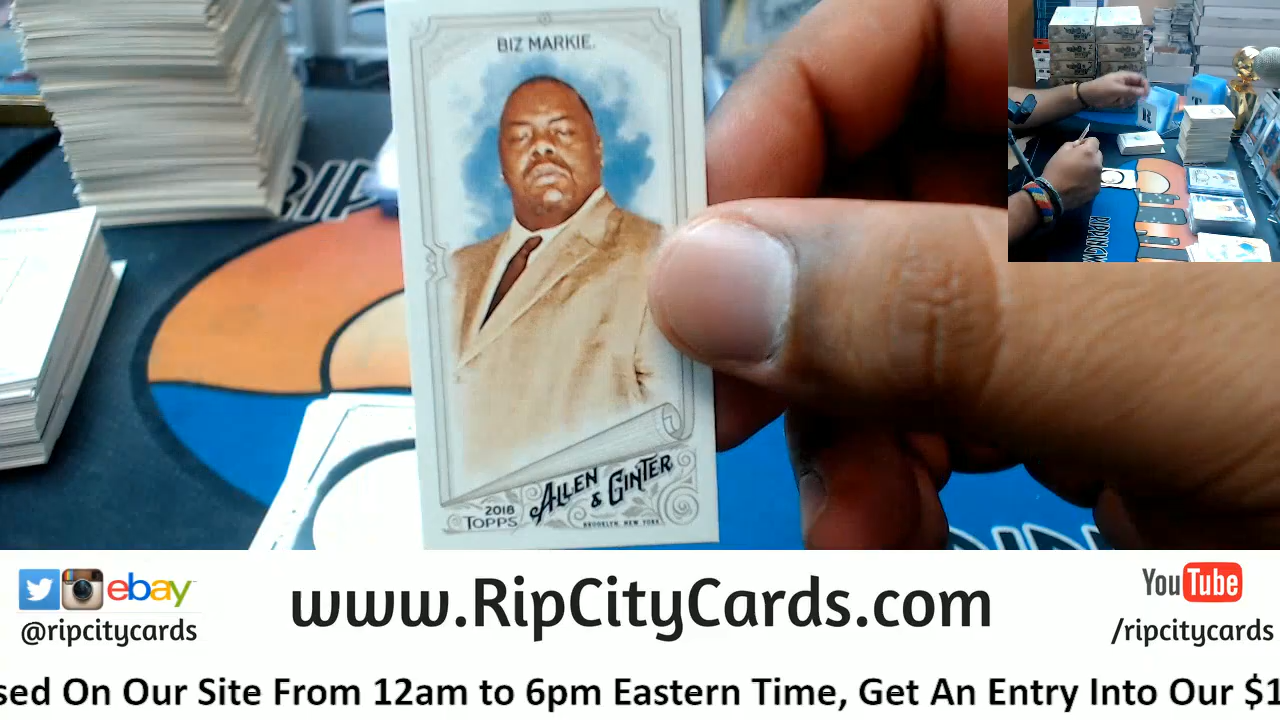 BIZ MARKIE.
2018
TOPPS
ALLEN
& GINTER
BROOKLYN, NEW YORK
RIP
ebay
@ripcitycards
www.RipCityCards.com
YouTube
/ripcitycards
sed On Our Site From 12am to 6pm Eastern Time, Get An Entry Into Our $1